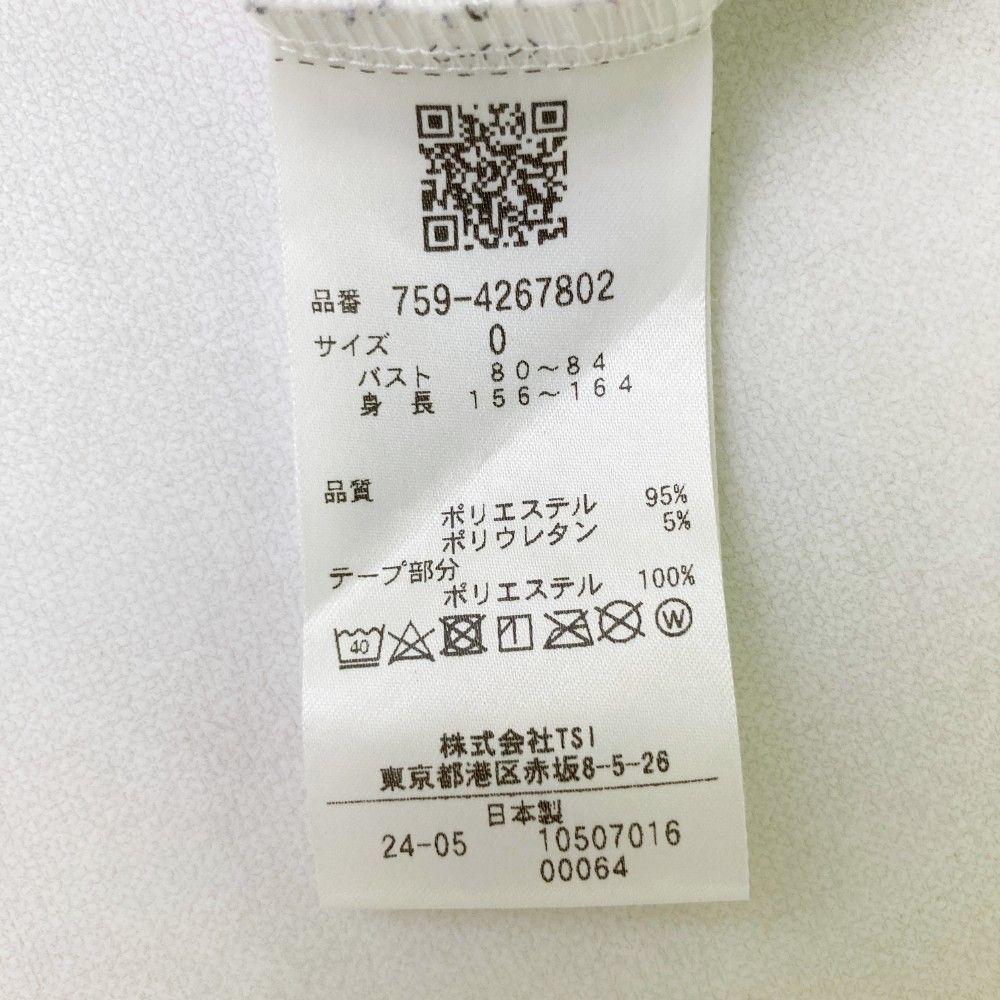 品番 759-4267802
サイズ 0
バスト 80～84
身長 156～164
品質
ポリエステル 95%
ポリウレタン 5%
テープ部分
ポリエステル 100%
40
W
株式会社TSI
東京都港区赤坂8-5-26
日本製
24-05 10507016
00064